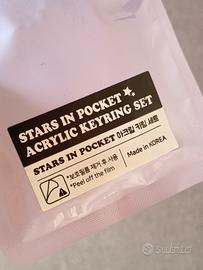 STARS IN POCKET
ACRYLIC KEYRING SET
STARS IN POCKET 아크릴 키링 세트
*보호필름 제거 후 사용
*Peel off the film
Made in KOREA
subito